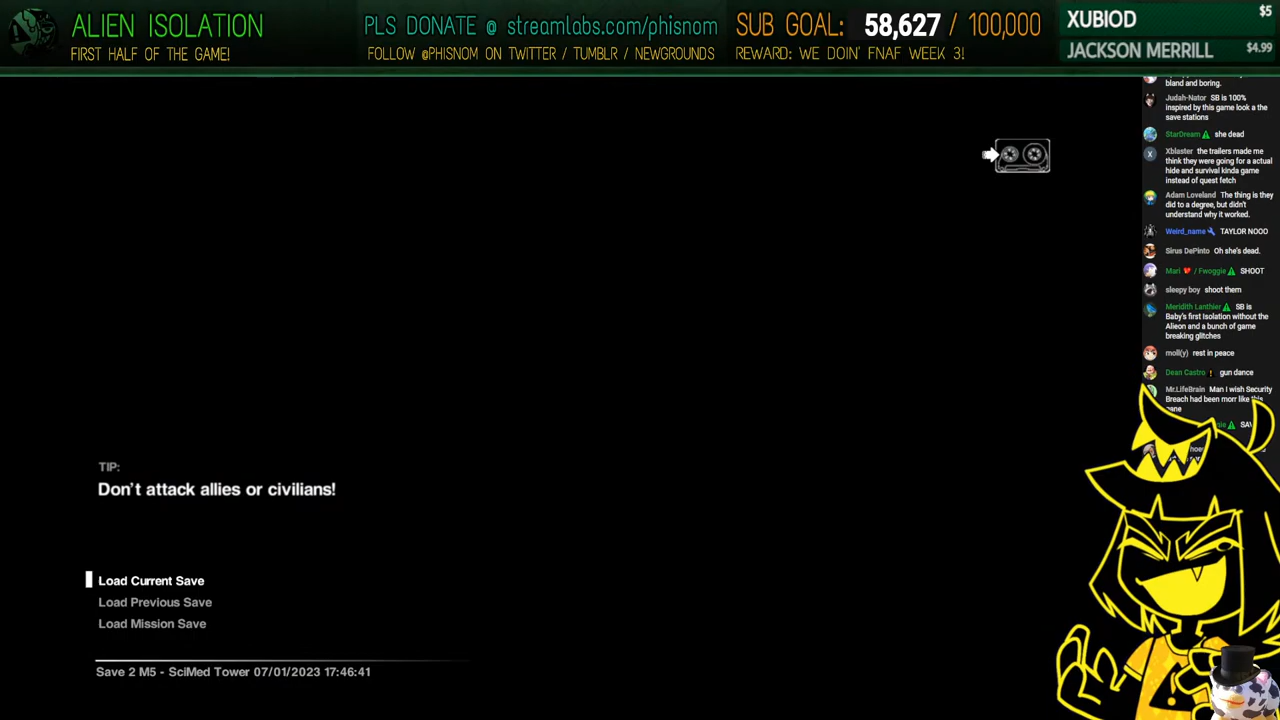 ALIEN ISOLATION
FIRST HALF OF THE GAME!
PLS DONATE @ streamlabs.com/phisnom
FOLLOW @PHISNOM ON TWITTER / TUMBLR / NEWGROUNDS
SUB GOAL: 58,627 / 100,000
REWARD: WE DOIN' FNAF WEEK 3!
XUBIOD $5
JACKSON MERRILL $4.99
bland and boring.
Judah-Nator SB is 100%
inspired by this game look a the
save stations
StarDream she dead
X Xblaster the trailers made me
think they were going for a actual
hide and survival kinda game
instead of quest fetch
Adam Loveland The thing is they
did to a degree, but didn't
understand why it worked.
Weird_name TAYLOR NOOO
Sirus DePinto Oh she's dead.
Mari / Fwoggie SHOOT
sleepy boy shoot them
Meridith Lanthier SB is
Baby's first Isolation without the
Alieon and a bunch of game
breaking glitches
moll(y) rest in peace
Dean Castro gun dance
Mr.LifeBrain Man I wish Security
Breach had been morr like this
TIP:
Don't attack allies or civilians!
Load Current Save
Load Previous Save
Load Mission Save
Save 2 M5 - SciMed Tower 07/01/2023 17:46:41